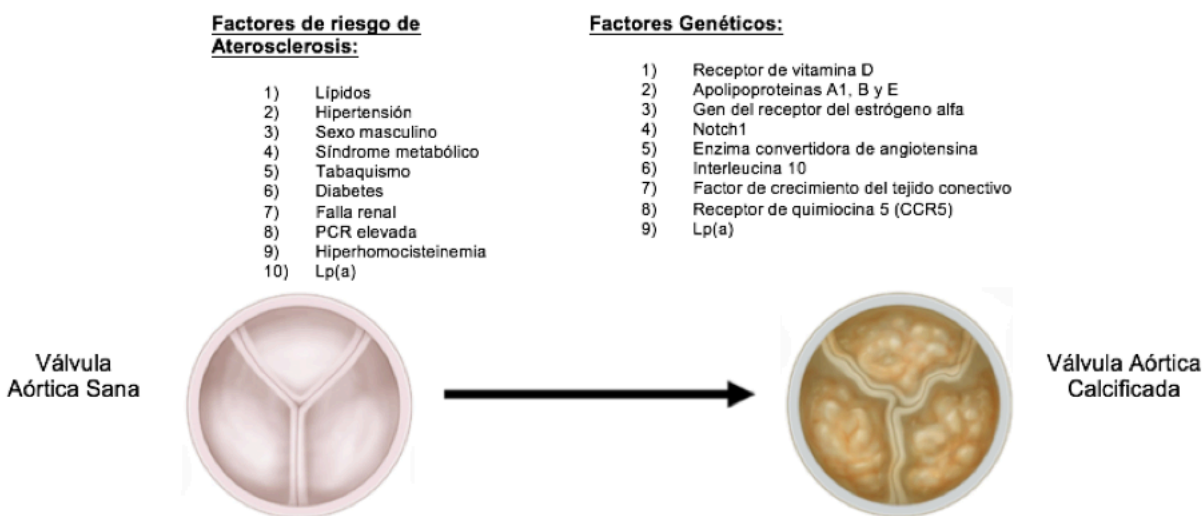 Factores de riesgo de
Aterosclerosis:
1) Lípidos
2) Hipertensión
3) Sexo masculino
4) Síndrome metabólico
5) Tabaquismo
6) Diabetes
7) Falla renal
8) PCR elevada
9) Hiperhomocisteinemia
10) Lp(a)
Factores Genéticos:
1) Receptor de vitamina D
2) Apolipoproteinas A1, B y E
3) Gen del receptor del estrógeno alfa
4) Notch1
5) Enzima convertidora de angiotensina
6) Interleucina 10
7) Factor de crecimiento del tejido conectivo
8) Receptor de quimiocina 5 (CCR5)
9) Lp(a)
Válvula
Aórtica Sana
Válvula Aórtica
Calcificada